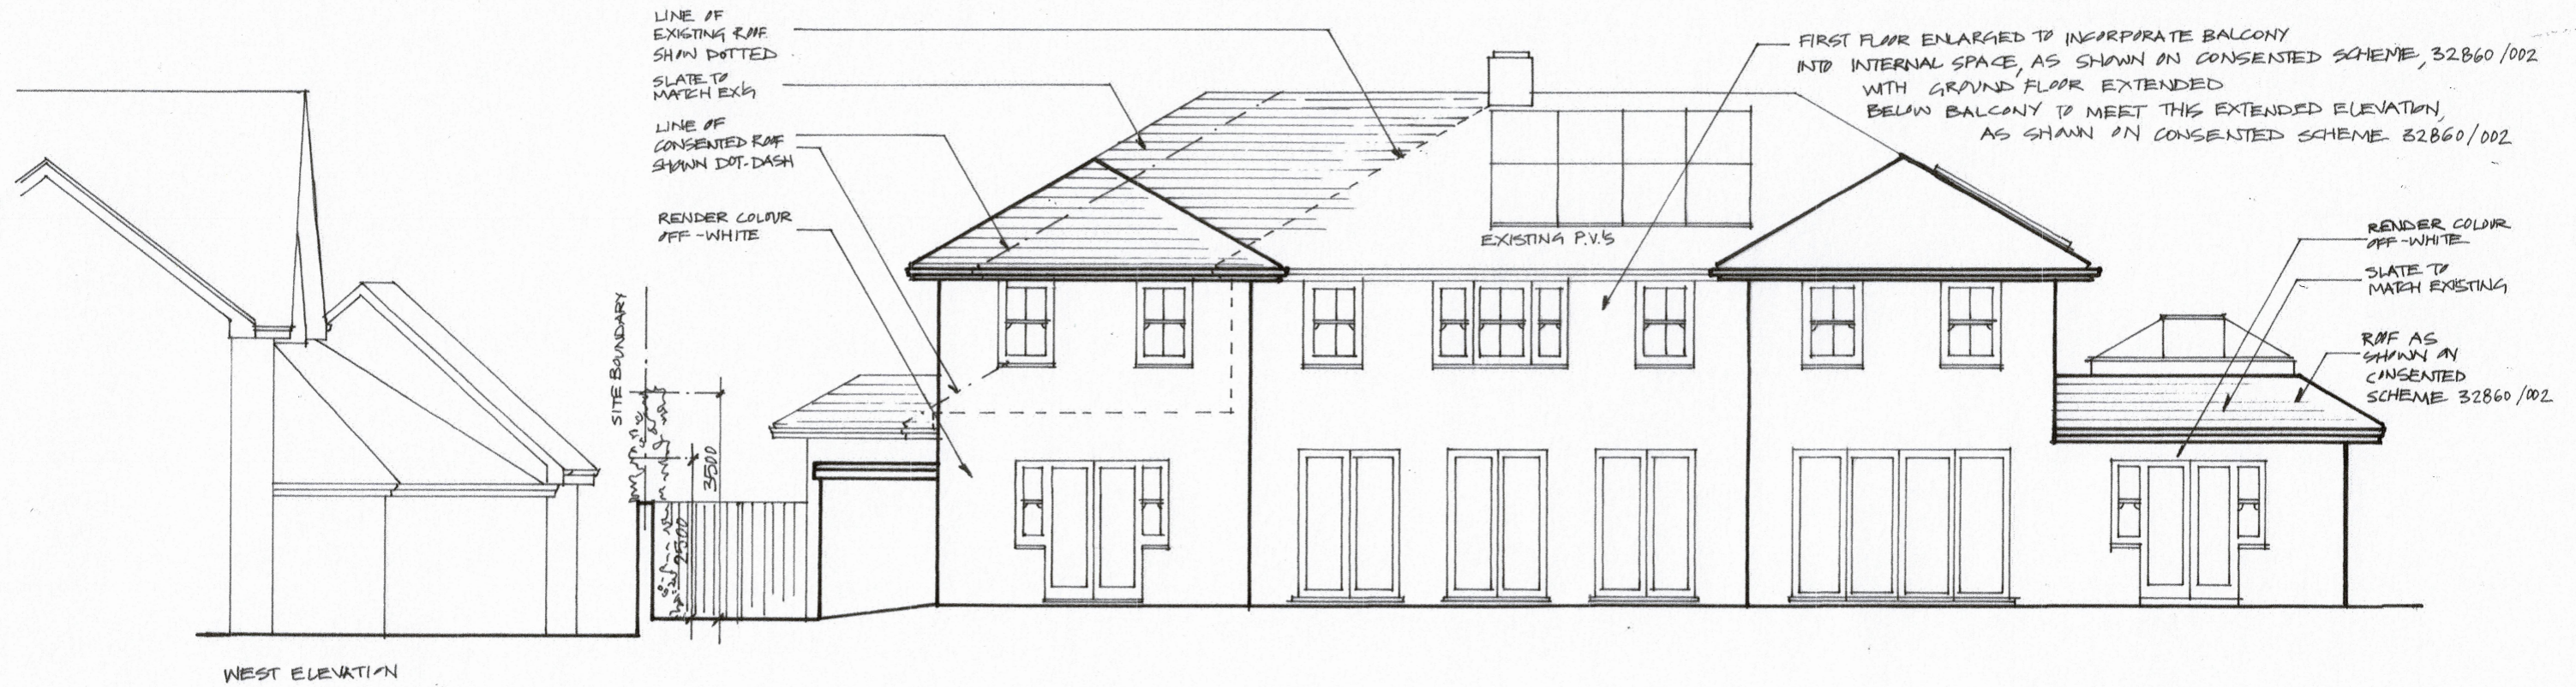 LINE OF
EXISTING ROOF
SHOW DOTTED
SLATE TO
MATCH EX'G
LINE OF
CONSENTED ROOF
SHOWN DOT-DASH
RENDER COLOUR
OFF-WHITE
FIRST FLOOR ENLARGED TO INCORPORATE BALCONY
INTO INTERNAL SPACE, AS SHOWN ON CONSENTED SCHEME, 32860/002
WITH GROUND FLOOR EXTENDED
BELOW BALCONY TO MEET THIS EXTENDED ELEVATION,
AS SHOWN ON CONSENTED SCHEME 32860/002
EXISTING P.V.'S
RENDER COLOUR
OFF-WHITE
SLATE TO
MATCH EXISTING
ROOF AS
SHOWN ON
CONSENTED
SCHEME 32860/002
SITE BOUNDARY
3500
2500
WEST ELEVATION